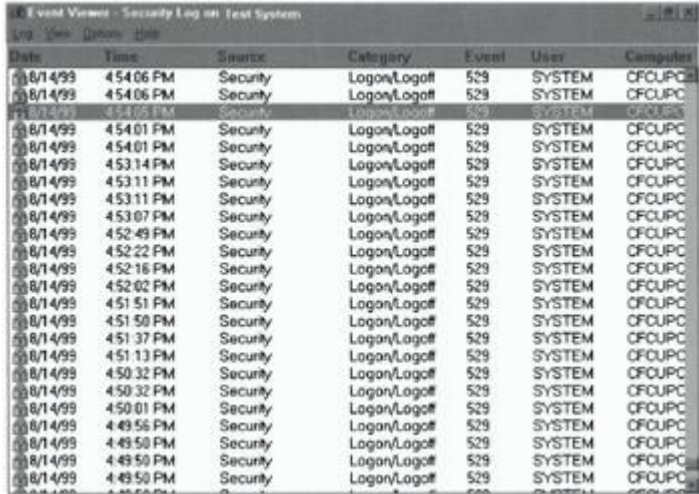 Event Viewer - Security Log on Test System
Log View Options Help
Date Time Source Category Event User Computer
8/14/99 4:54:06 PM Security Logon/Logoff 529 SYSTEM CFCUPC
8/14/99 4:54:06 PM Security Logon/Logoff 529 SYSTEM CFCUPC
8/14/99 4:54:05 PM Security Logon/Logoff 529 SYSTEM CFCUPC
8/14/99 4:54:01 PM Security Logon/Logoff 529 SYSTEM CFCUPC
8/14/99 4:54:01 PM Security Logon/Logoff 529 SYSTEM CFCUPC
8/14/99 4:53:14 PM Security Logon/Logoff 529 SYSTEM CFCUPC
8/14/99 4:53:11 PM Security Logon/Logoff 529 SYSTEM CFCUPC
8/14/99 4:53:11 PM Security Logon/Logoff 529 SYSTEM CFCUPC
8/14/99 4:53:07 PM Security Logon/Logoff 529 SYSTEM CFCUPC
8/14/99 4:52:49 PM Security Logon/Logoff 529 SYSTEM CFCUPC
8/14/99 4:52:22 PM Security Logon/Logoff 529 SYSTEM CFCUPC
8/14/99 4:52:16 PM Security Logon/Logoff 529 SYSTEM CFCUPC
8/14/99 4:52:02 PM Security Logon/Logoff 529 SYSTEM CFCUPC
8/14/99 4:51:51 PM Security Logon/Logoff 529 SYSTEM CFCUPC
8/14/99 4:51:50 PM Security Logon/Logoff 529 SYSTEM CFCUPC
8/14/99 4:51:37 PM Security Logon/Logoff 529 SYSTEM CFCUPC
8/14/99 4:51:13 PM Security Logon/Logoff 529 SYSTEM CFCUPC
8/14/99 4:50:32 PM Security Logon/Logoff 529 SYSTEM CFCUPC
8/14/99 4:50:32 PM Security Logon/Logoff 529 SYSTEM CFCUPC
8/14/99 4:50:01 PM Security Logon/Logoff 529 SYSTEM CFCUPC
8/14/99 4:49:56 PM Security Logon/Logoff 529 SYSTEM CFCUPC
8/14/99 4:49:50 PM Security Logon/Logoff 529 SYSTEM CFCUPC
8/14/99 4:49:50 PM Security Logon/Logoff 529 SYSTEM CFCUPC
8/14/99 4:49:50 PM Security Logon/Logoff 529 SYSTEM CFCUPC